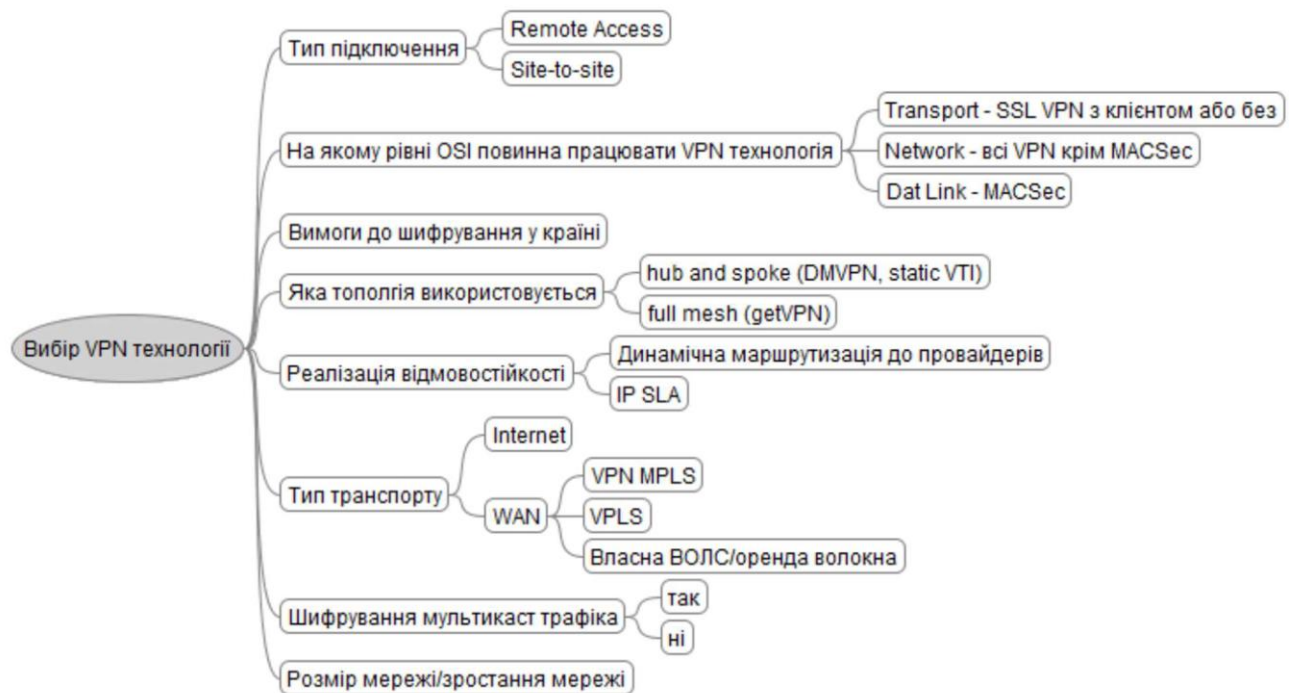 Вибір VPN технології
Тип підключення
Remote Access
Site-to-site
На якому рівні OSI повинна працювати VPN технологія
Transport - SSL VPN з клієнтом або без
Network - всі VPN крім MACSec
Dat Link - MACSec
Вимоги до шифрування у країні
Яка тополгія використовується
hub and spoke (DMVPN, static VTI)
full mesh (getVPN)
Реалізація відмовостійкості
Динамічна маршрутизація до провайдерів
IP SLA
Тип транспорту
Internet
WAN
VPN MPLS
VPLS
Власна ВОЛС/оренда волокна
Шифрування мультикаст трафіка
так
ні
Розмір мережі/зростання мережі